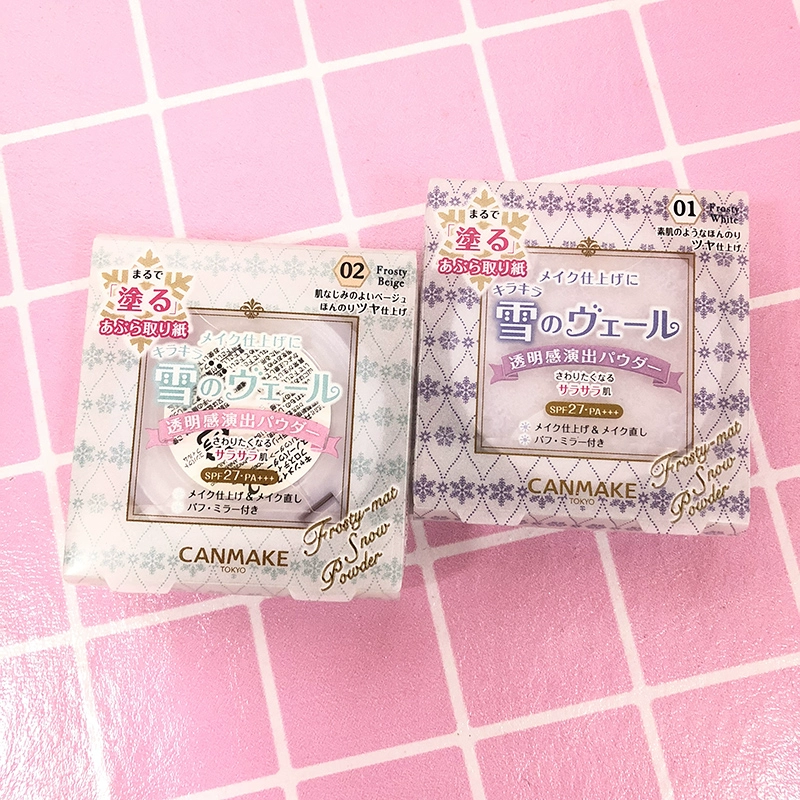 まるで
「塗る」
あぶら取り紙
02 Frosty
Beige
肌なじみのよいベージュ
ほんのりツヤ仕上げ
メイク仕上げに
キラキラ
雪のヴェール
透明感演出パウダー
さわりたくなる
サラサラ肌
SPF27・PA+++
メイク仕上げ&メイク直し
パフ・ミラー付き
CANMAKE
TOKYO
Frosty-mat
Snow
Powder
まるで
「塗る」
あぶら取り紙
01 Frosty
White
素肌のようなほんのり
ツヤ仕上げ
メイク仕上げに
キラキラ
雪のヴェール
透明感演出パウダー
さわりたくなる
サラサラ肌
SPF27・PA+++
メイク仕上げ&メイク直し
パフ・ミラー付き
CANMAKE
TOKYO
Frosty-mat
Snow
Powder